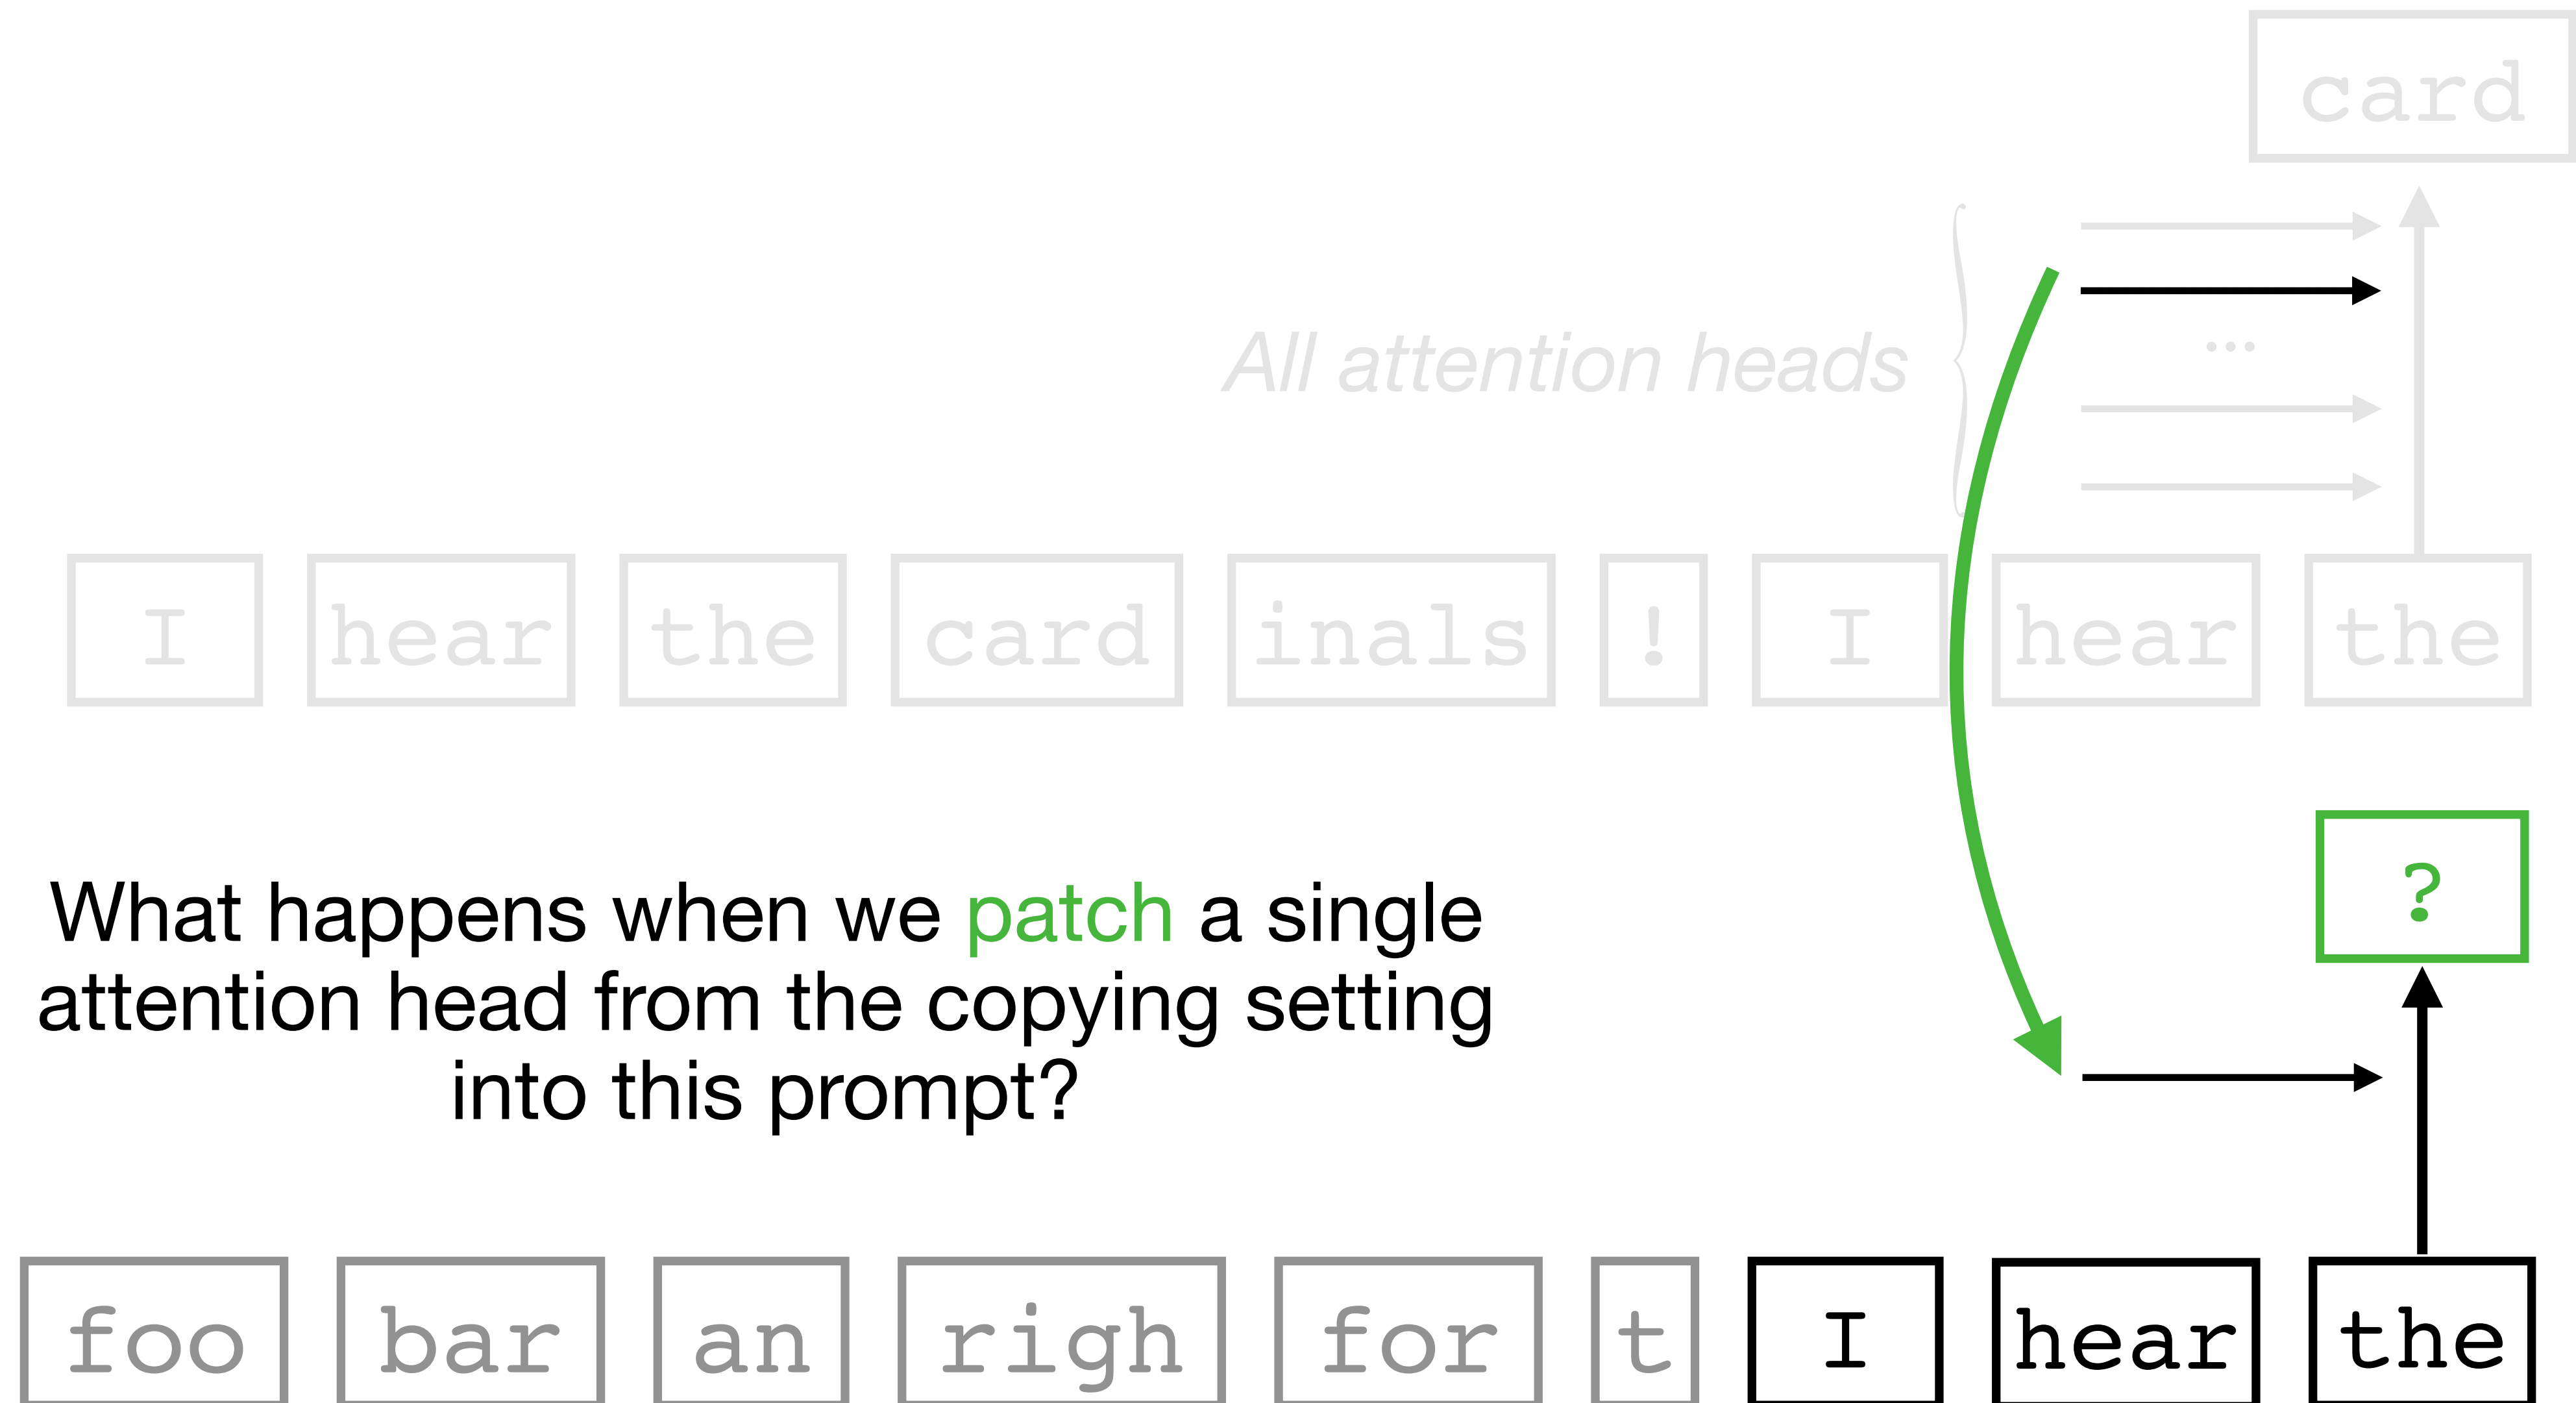 card
All attention heads
...
I hear the card inals ! I hear the
?
What happens when we patch a single
attention head from the copying setting
into this prompt?
foo bar an righ for t I hear the